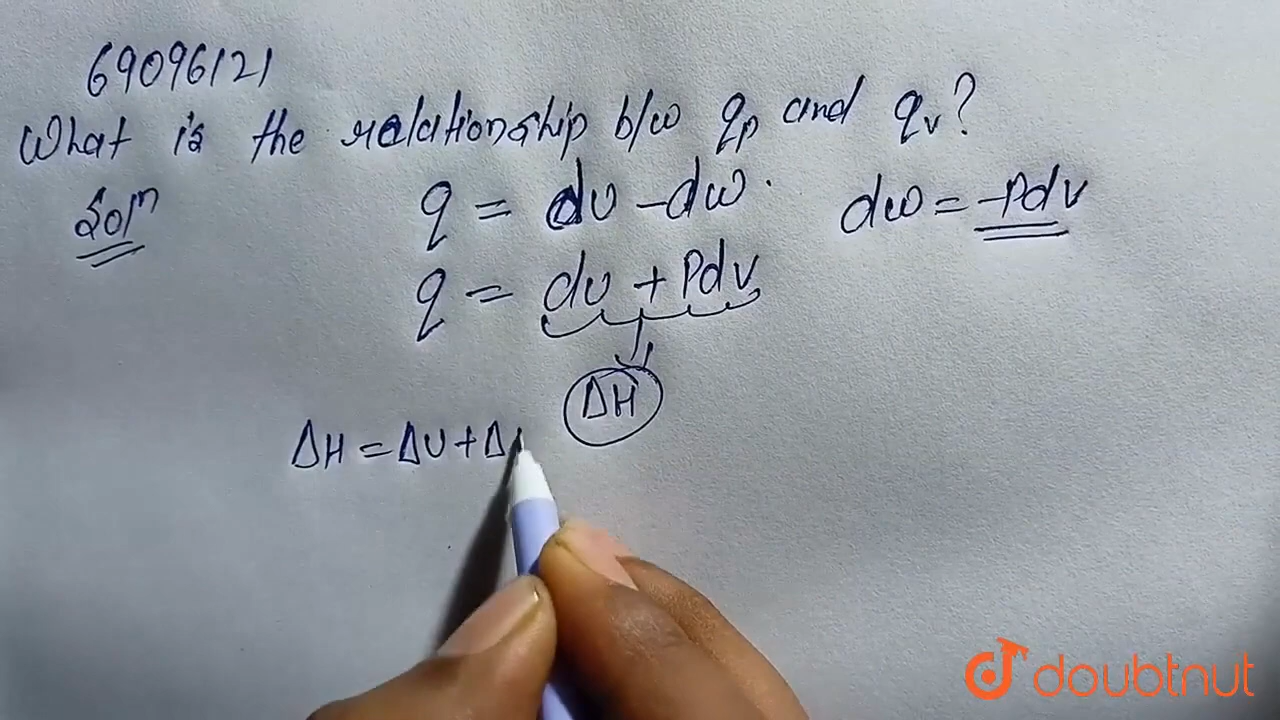 69096121
What is the relationship b/w qp and qv?
Soln
q = dU - dw. dw = -Pdv
q = dU + Pdv
ΔH
ΔH = ΔU + Δ
doubtnut